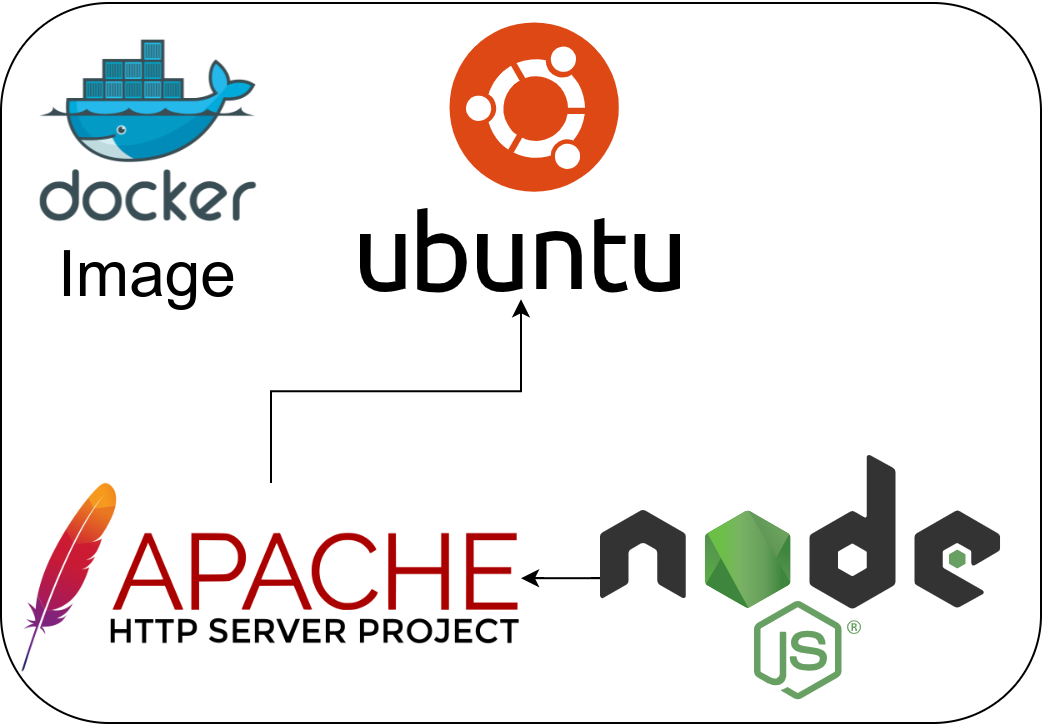 docker
Image
ubuntu
APACHE
HTTP SERVER PROJECT
node
JS®